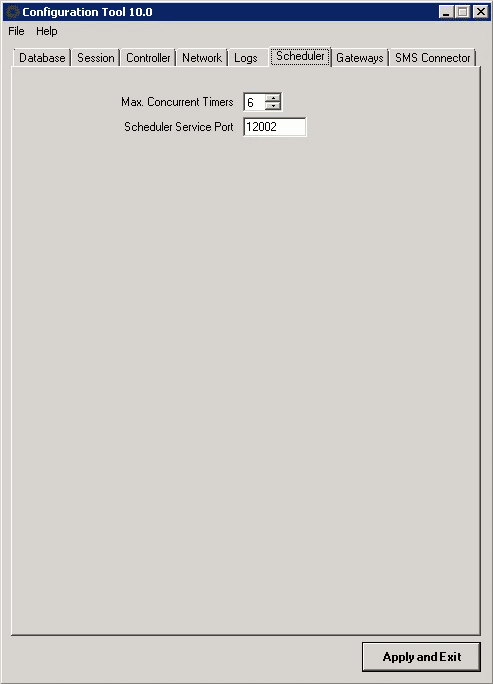 Configuration Tool 10.0
File Help
Database Session Controller Network Logs Scheduler Gateways SMS Connector
Max. Concurrent Timers 6
Scheduler Service Port 12002
Apply and Exit